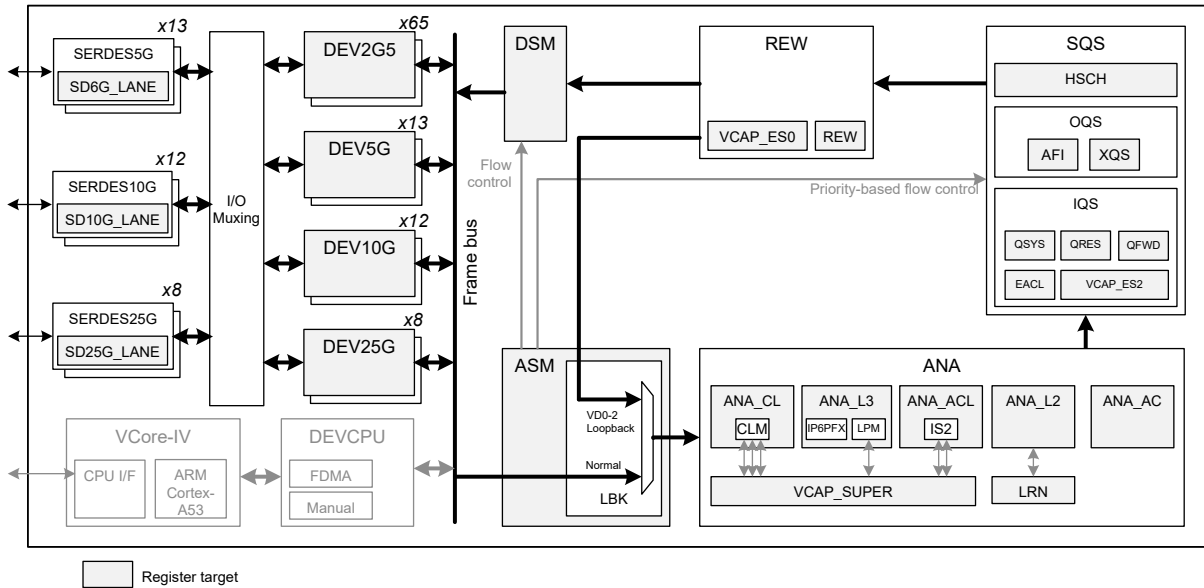 x13
SERDES5G
SD6G_LANE
x12
SERDES10G
SD10G_LANE
x8
SERDES25G
SD25G_LANE
I/O
Muxing
x65
DEV2G5
x13
DEV5G
x12
DEV10G
x8
DEV25G
VCore-IV
CPU I/F
ARM
Cortex-
A53
DEVCPU
FDMA
Manual
Frame bus
DSM
Flow
control
Priority-based flow control
REW
VCAP_ES0
REW
SQS
HSCH
OQS
AFI
XQS
IQS
QSYS
QRES
QFWD
EACL
VCAP_ES2
ASM
VD0-2
Loopback
Normal
LBK
ANA
ANA_CL
CLM
ANA_L3
IP6PFX
LPM
ANA_ACL
IS2
ANA_L2
ANA_AC
VCAP_SUPER
LRN
Register target